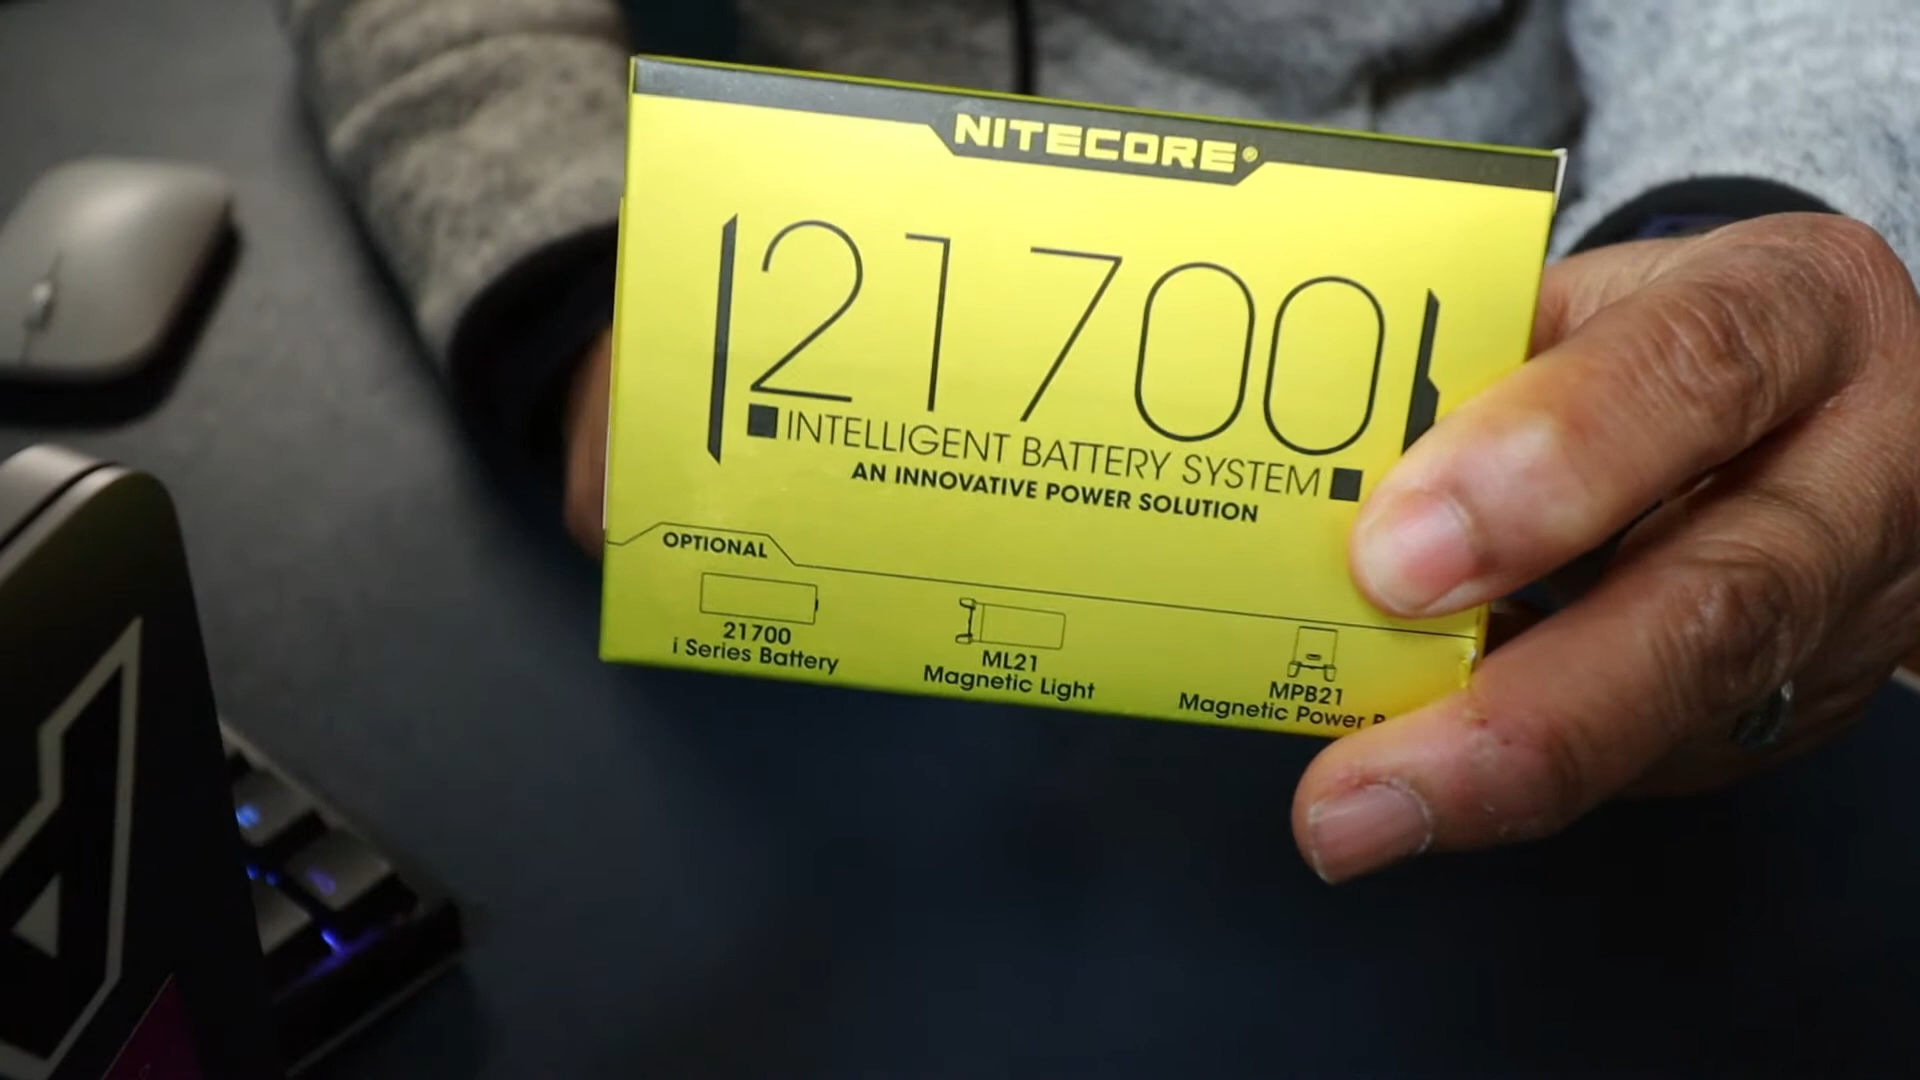 NITECORE®
21700
INTELLIGENT BATTERY SYSTEM
AN INNOVATIVE POWER SOLUTION
OPTIONAL
21700
i Series Battery
ML21
Magnetic Light
MPB21
Magnetic Power